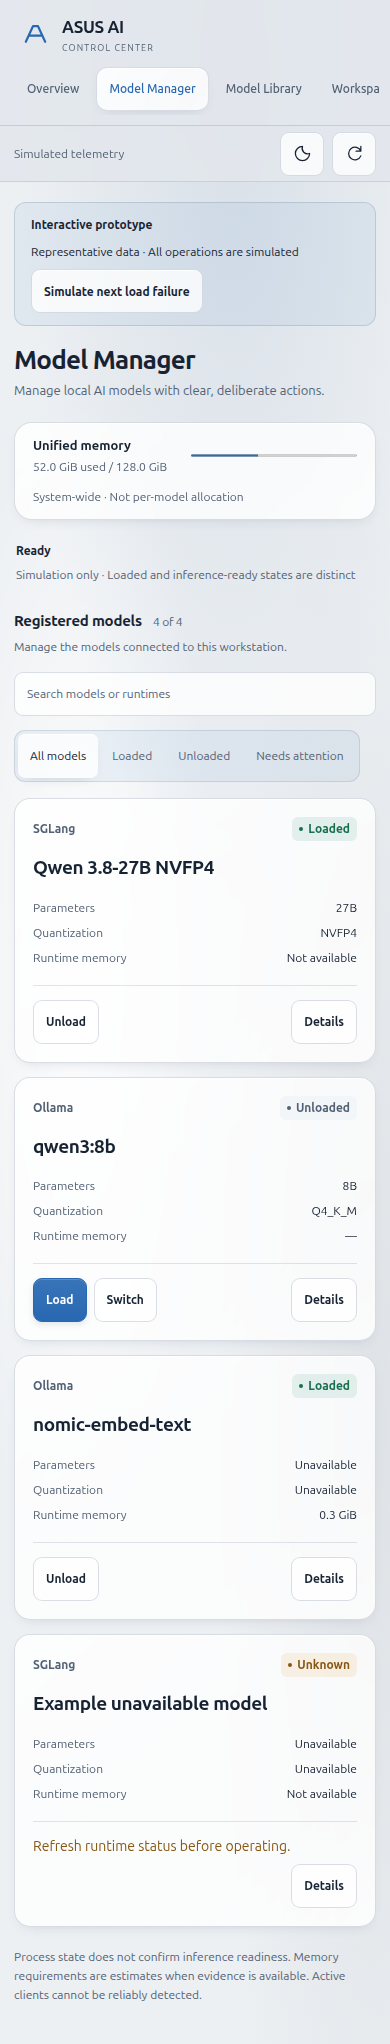 ASUS AI
CONTROL CENTER
Overview Model Manager Model Library Workspa
Simulated telemetry
Interactive prototype
Representative data · All operations are simulated
Simulate next load failure
Model Manager
Manage local AI models with clear, deliberate actions.
Unified memory
52.0 GiB used / 128.0 GiB
System-wide · Not per-model allocation
Ready
Simulation only · Loaded and inference-ready states are distinct
Registered models 4 of 4
Manage the models connected to this workstation.
Search models or runtimes
All models Loaded Unloaded Needs attention
SGLang • Loaded
Qwen 3.8-27B NVFP4
Parameters 27B
Quantization NVFP4
Runtime memory Not available
Unload Details
Ollama • Unloaded
qwen3:8b
Parameters 8B
Quantization Q4_K_M
Runtime memory —
Load Switch Details
Ollama • Loaded
nomic-embed-text
Parameters Unavailable
Quantization Unavailable
Runtime memory 0.3 GiB
Unload Details
SGLang • Unknown
Example unavailable model
Parameters Unavailable
Quantization Unavailable
Runtime memory Not available
Refresh runtime status before operating.
Details
Process state does not confirm inference readiness. Memory
requirements are estimates when evidence is available. Active
clients cannot be reliably detected.